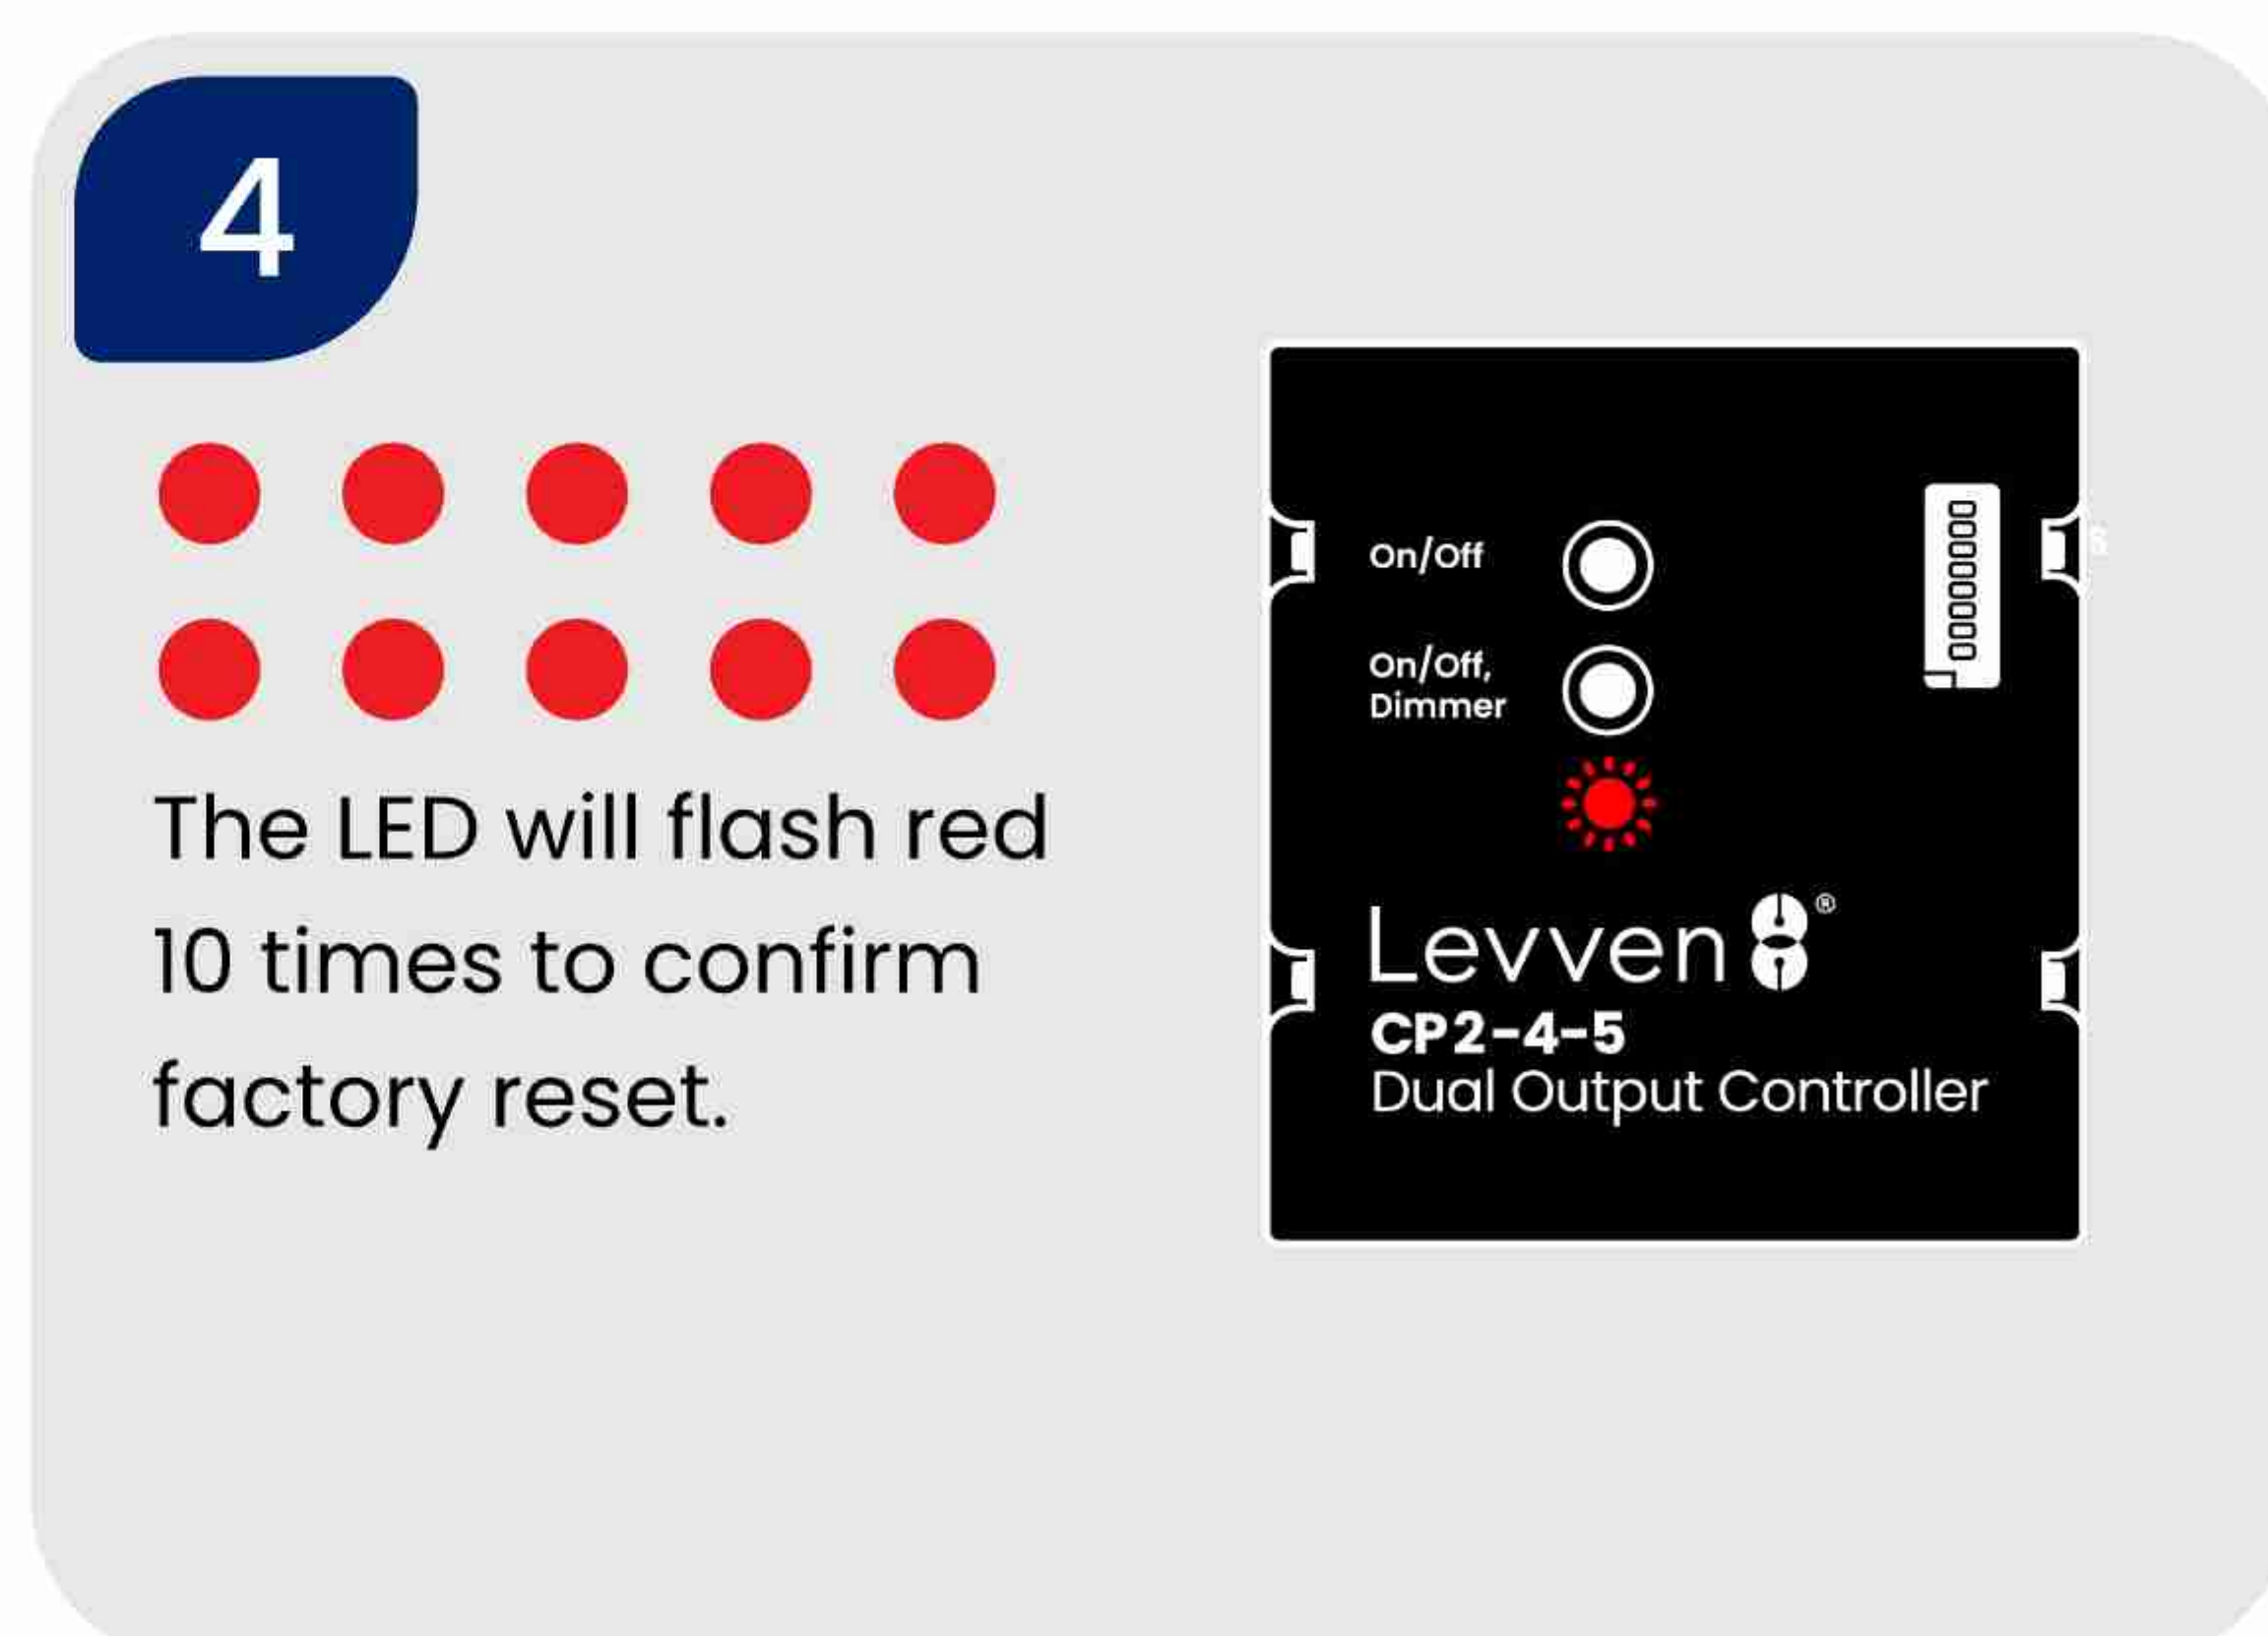 4
The LED will flash red
10 times to confirm
factory reset.
On/Off
On/Off,
Dimmer
Levven ®
CP2-4-5
Dual Output Controller